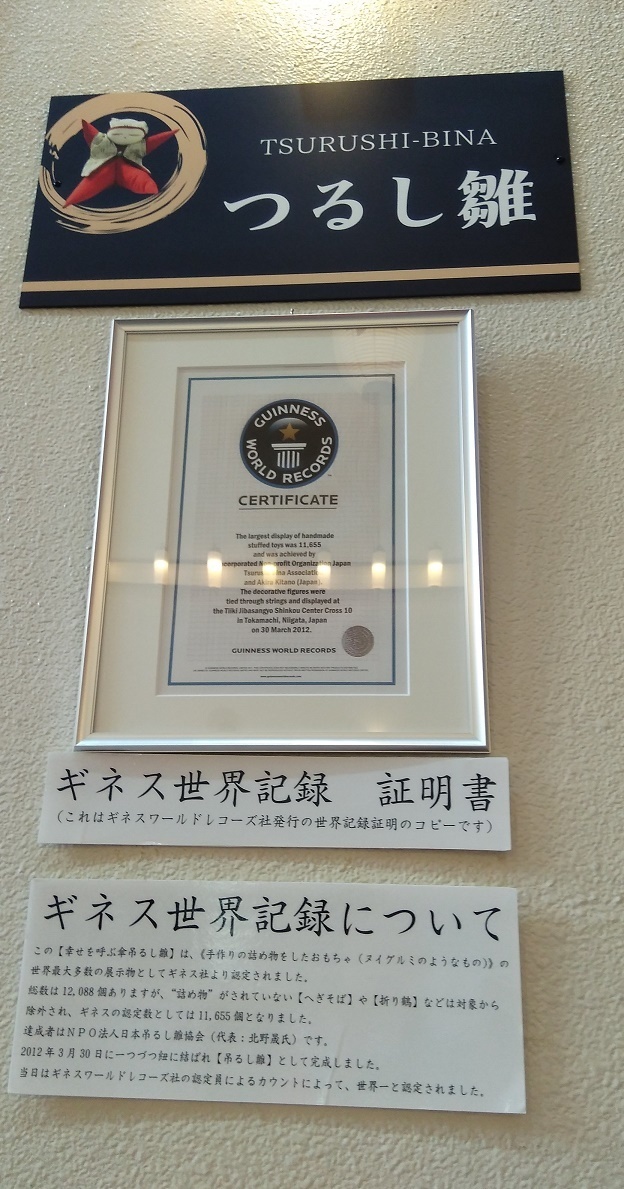 TSURUSHI-BINA
つるし雛
GUINNESS
WORLD RECORDS
CERTIFICATE
The largest display of handmade
stuffed toys was 11,655
and was achieved by
Incorporated Non-profit Organization Japan
Association
and Akira Kitano (Japan).
The decorative figures were
tied through strings and displayed at
the Tiiki Jibasangyo Shinkou Center Cross 10
in Tokamachi, Niigata, Japan
on 30 March 2012.
GUINNESS WORLD RECORDS
ギネス世界記録 証明書
(これはギネスワールドレコーズ社発行の世界記録証明のコピーです)
ギネス世界記録について
この【幸せを呼ぶ傘吊るし雛】は、《手作りの詰め物をしたおもちゃ（ヌイグルミのようなもの）》の
世界最大多数の展示物としてギネス社より認定されました。
総数は12,088個ありますが、“詰め物”がされていない【へぎそば】や【折り鶴】などは対象から
除外され、ギネスの認定数としては11,655個となりました。
達成者はNPO法人日本吊るし雛協会（代表：北野晟氏）です。
2012年3月30日に一つづつ紐に結ばれ【吊るし雛】として完成しました。
当日はギネスワールドレコーズ社の認定員によるカウントによって、世界一と認定されました。